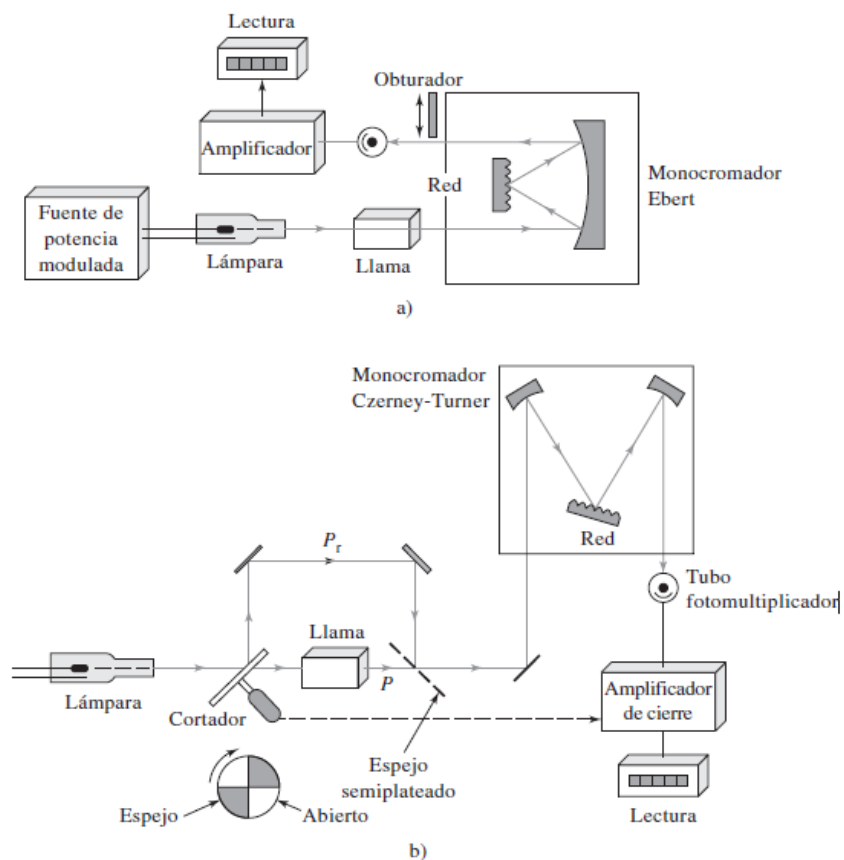 Lectura
Obturador
Amplificador
Red
Monocromador
Ebert
Fuente de
potencia
modulada
Lámpara
Llama
a)
Monocromador
Czerney-Turner
Red
Pr
Tubo
fotomultiplicador
Llama
P
Lámpara
Cortador
Amplificador
de cierre
Espejo
semiplateado
Espejo
Abierto
Lectura
b)